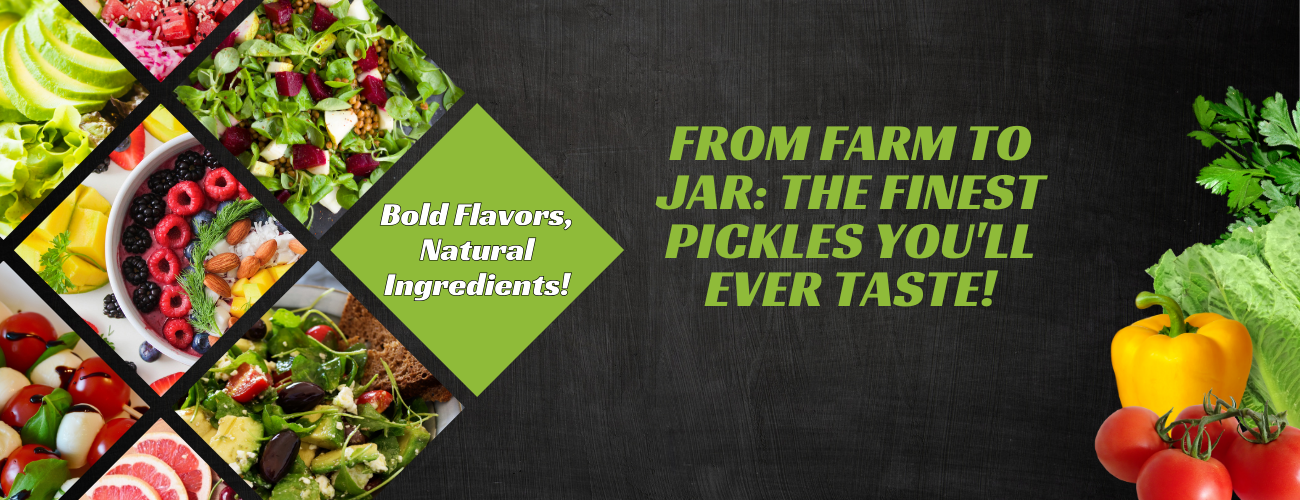 Bold Flavors,
Natural
Ingredients!
FROM FARM TO
JAR: THE FINEST
PICKLES YOU'LL
EVER TASTE!